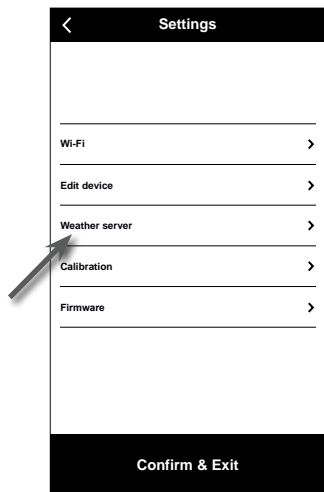 Settings
Wi-Fi
Edit device
Weather server
Calibration
Firmware
Confirm & Exit